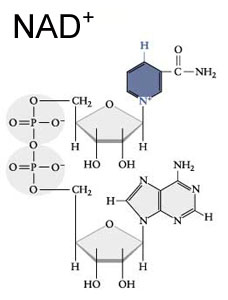 NAD+
H
O
C—NH₂
N+
O—CH₂
O
O=P—O-
H H
HO OH
O
O=P—O-
NH₂
O—CH₂
N N
H
H
N N
O
H H
HO OH